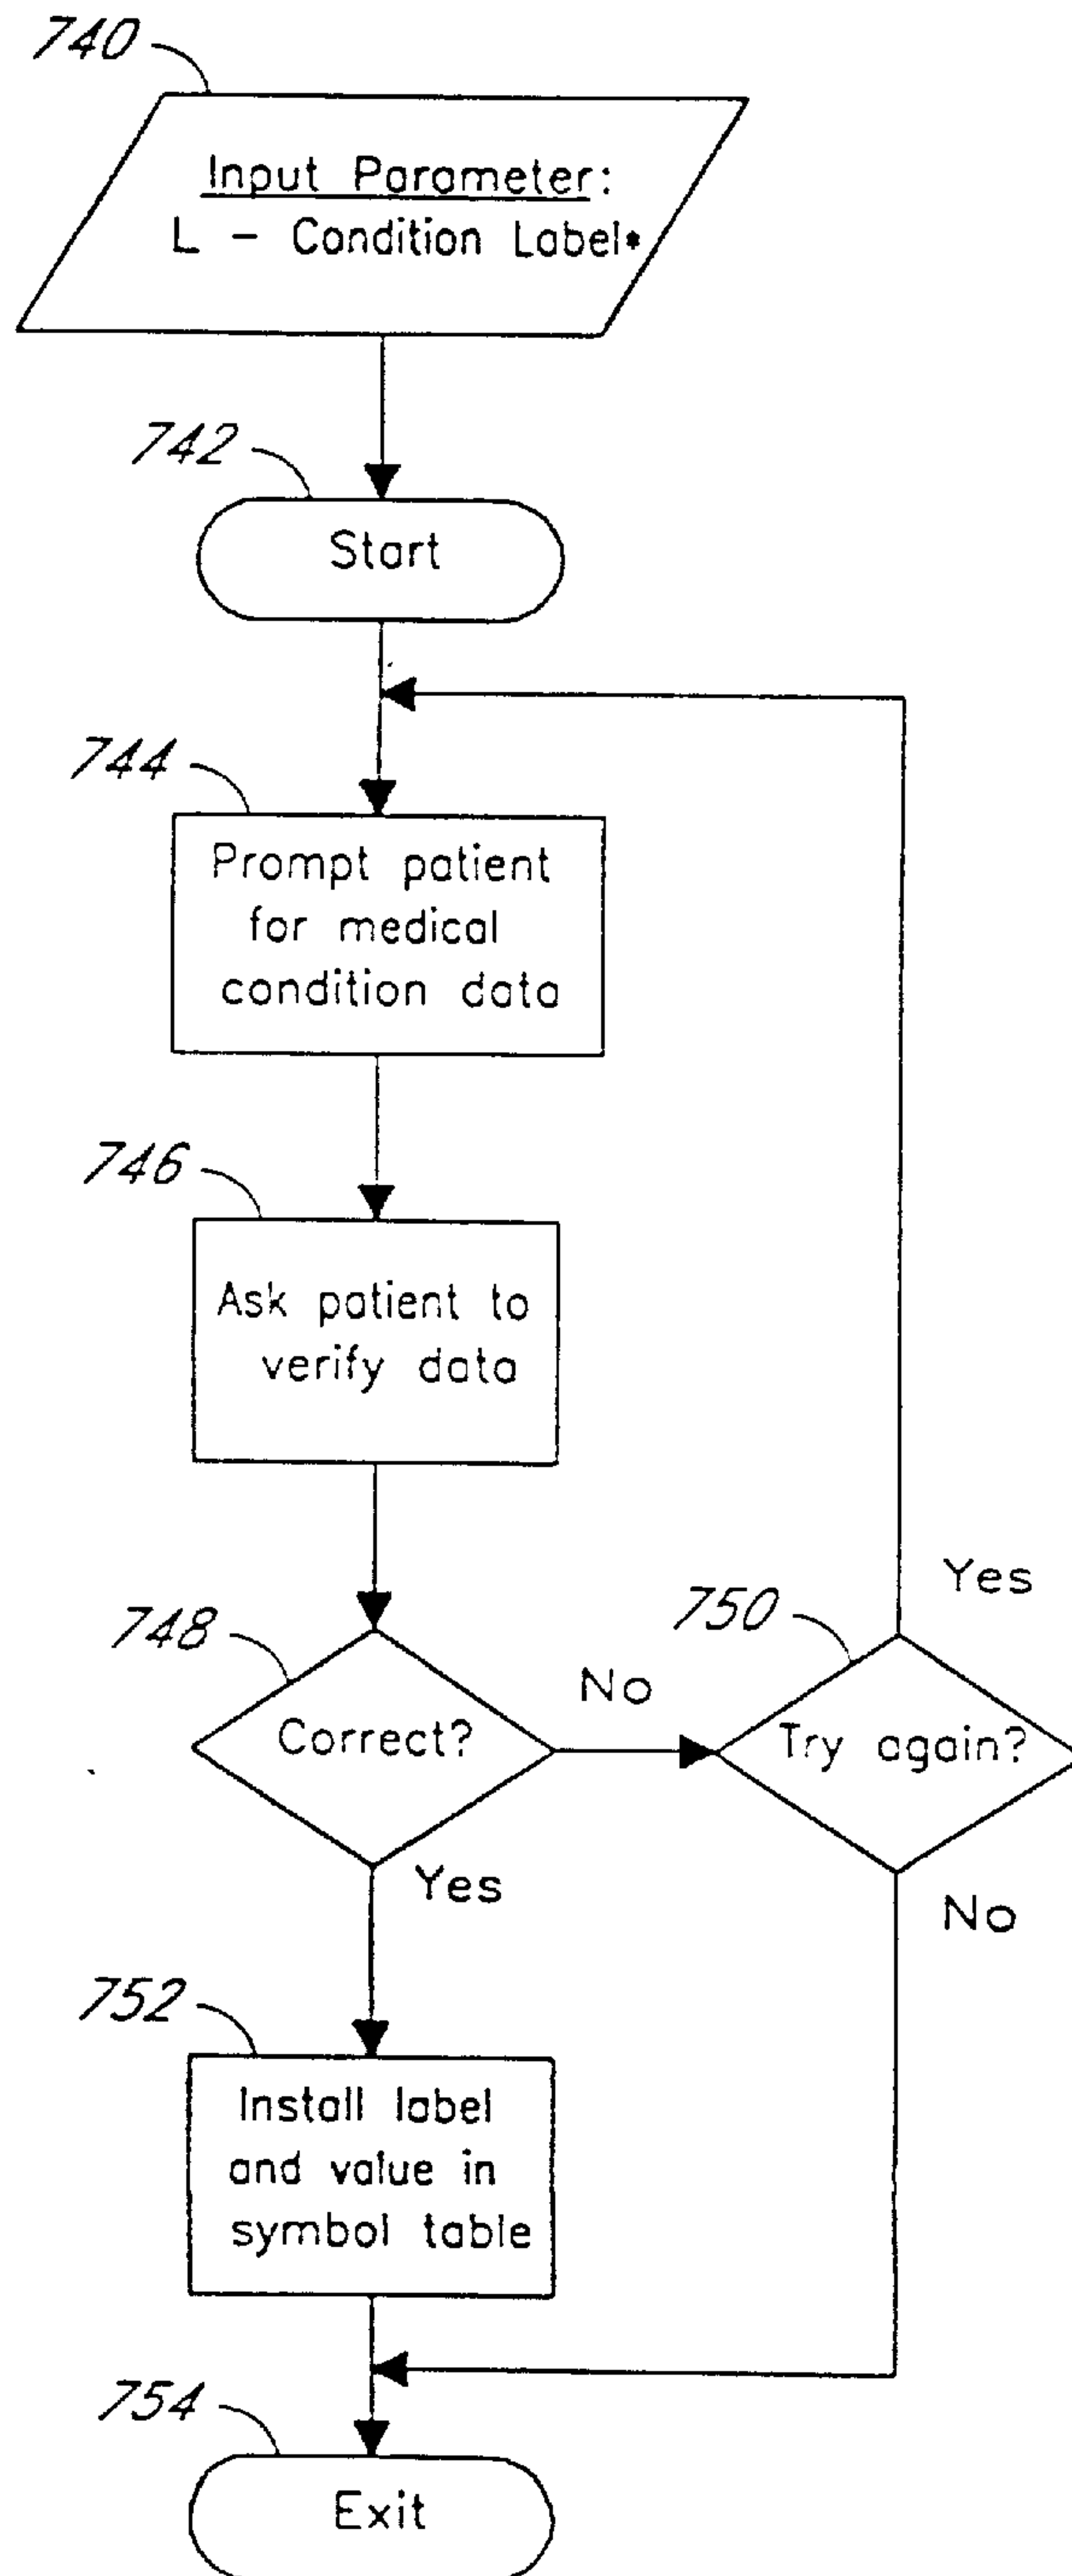 740
Input Parameter:
L - Condition Label*
742
Start
744
Prompt patient
for medical
condition data
746
Ask patient to
verify data
748
Correct?
No
750
Try again?
Yes
Yes
No
752
Install label
and value in
symbol table
754
Exit